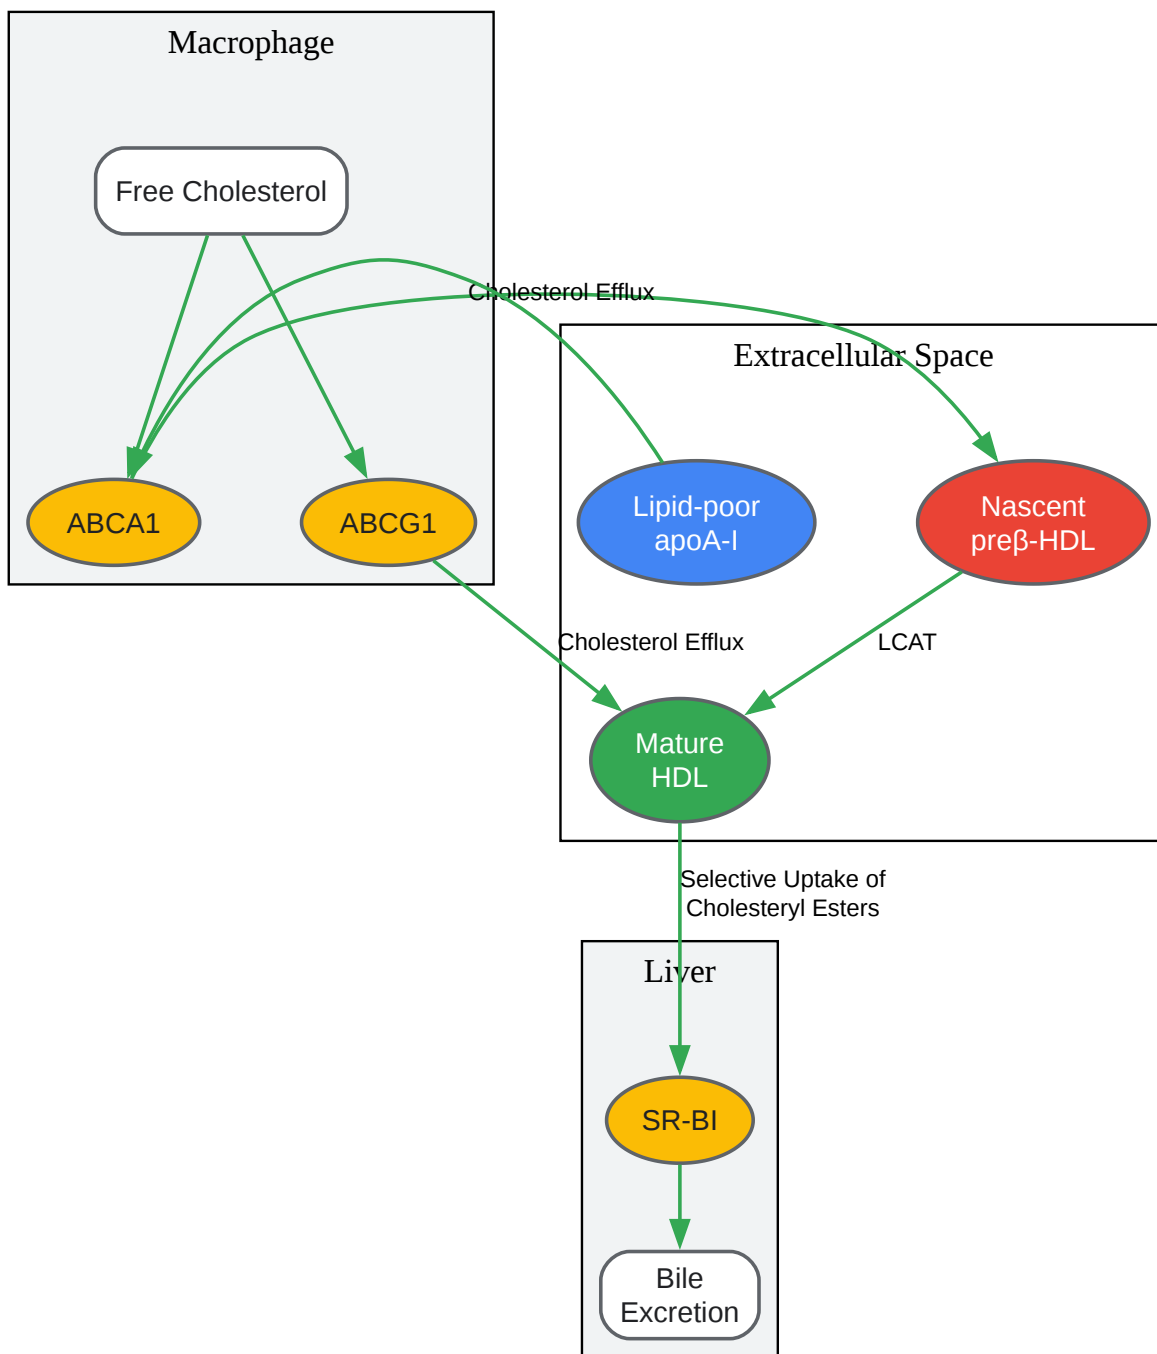 Macrophage
Free Cholesterol
Cholesterol Efflux
Extracellular Space
ABCA1
ABCG1
Lipid-poor
apoA-I
Nascent
preβ-HDL
Cholesterol Efflux
LCAT
Mature
HDL
Selective Uptake of
Cholesteryl Esters
Liver
SR-BI
Bile
Excretion